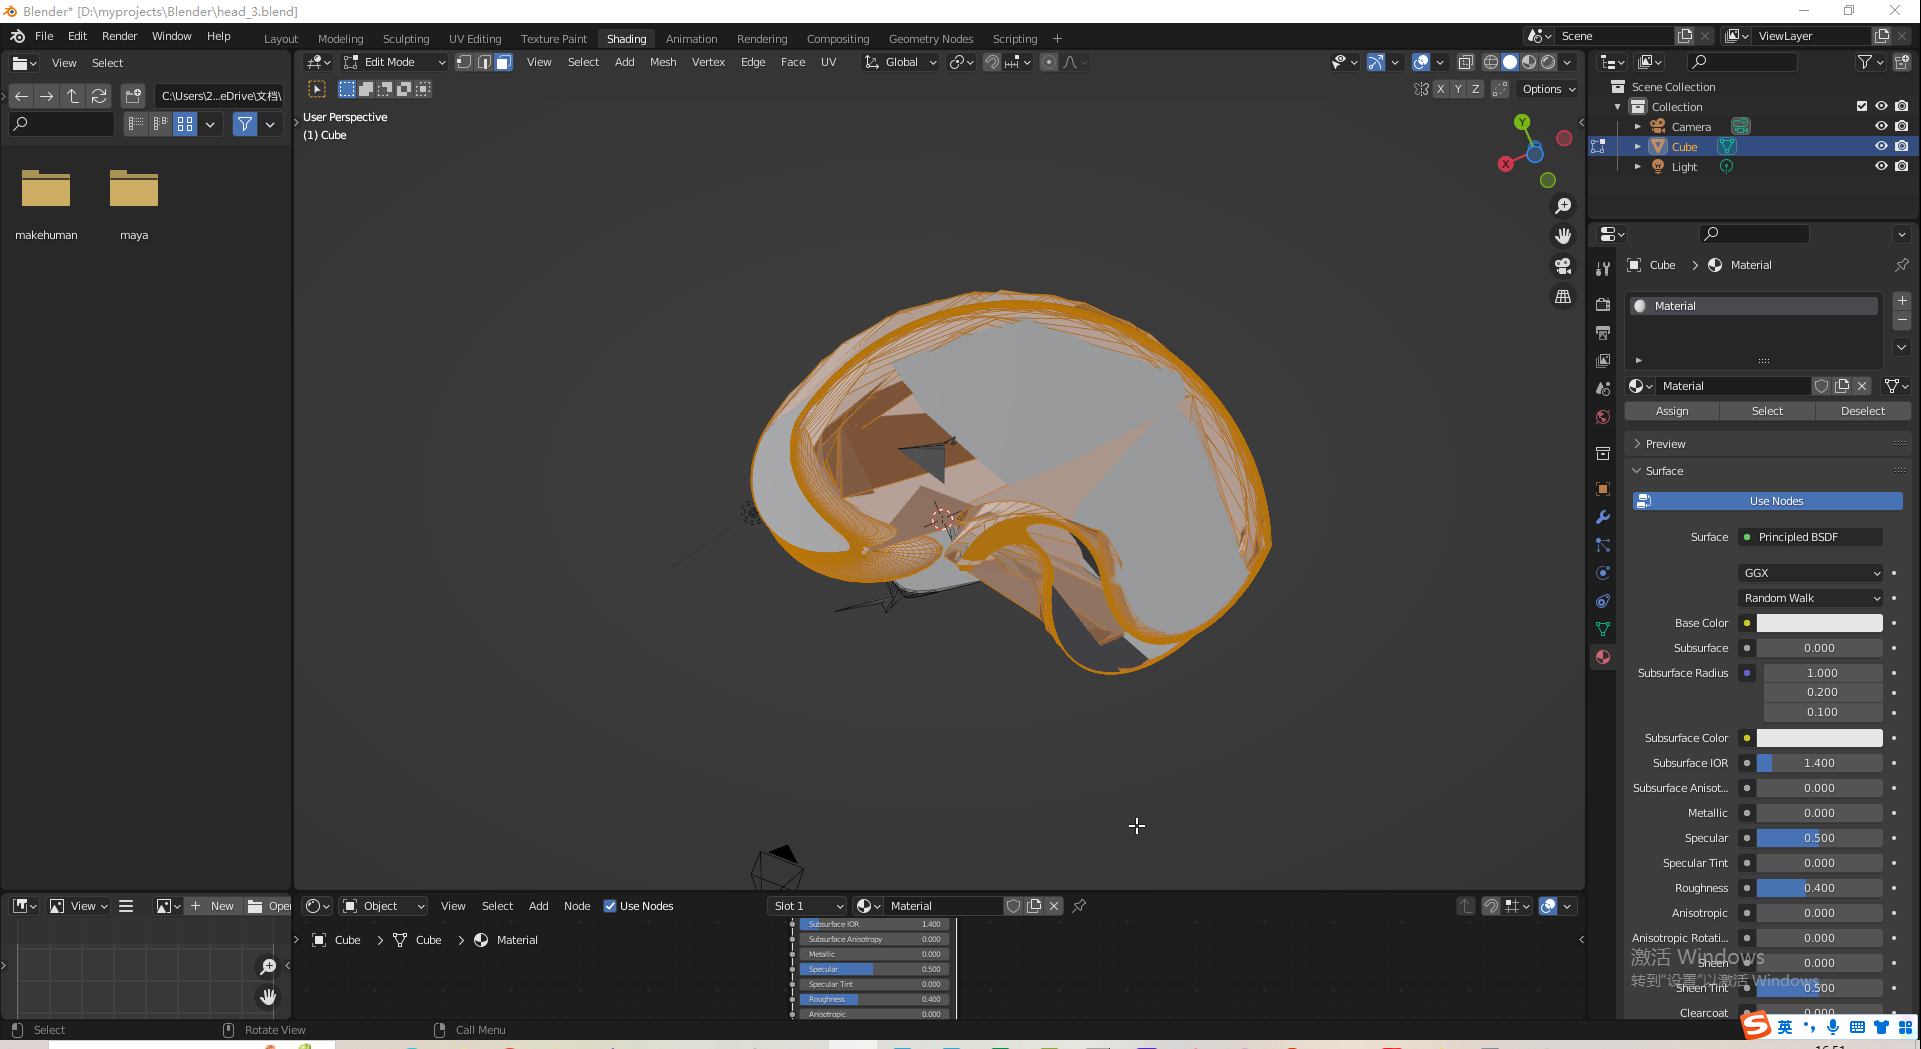 Blender* [D:\myprojects\Blender\head_3.blend]
File Edit Render Window Help
Layout Modeling Sculpting UV Editing Texture Paint Shading Animation Rendering Compositing Geometry Nodes Scripting +
Scene
ViewLayer
View Select
Edit Mode
View Select Add Mesh Vertex Edge Face UV
Global
C:\Users\2...eDrive\文档\
X Y Z
Options
User Perspective
(1) Cube
Y
X
makehuman
maya
Scene Collection
Collection
Camera
Cube
Light
Cube > Material
Material
Material
Assign Select Deselect
Preview
Surface
Use Nodes
Surface Principled BSDF
GGX
Random Walk
Base Color
Subsurface 0.000
Subsurface Radius 1.000
0.200
0.100
Subsurface Color
Subsurface IOR 1.400
Subsurface Anisot... 0.000
Metallic 0.000
Specular 0.500
Specular Tint 0.000
Roughness 0.400
Anisotropic 0.000
Anisotropic Rotati... 0.000
Sheen 0.000
Sheen Tint 0.500
Clearcoat 0.000
激活 Windows
转到"设置"以激活 Windows
View
New
Open
Object
View Select Add Node Use Nodes
Slot 1
Material
Cube > Cube > Material
Subsurface IOR 1.400
Subsurface Anisotropy 0.000
Metallic 0.000
Specular 0.500
Specular Tint 0.000
Roughness 0.400
Anisotropic 0.000
Select
Rotate View
Call Menu
英
16:51